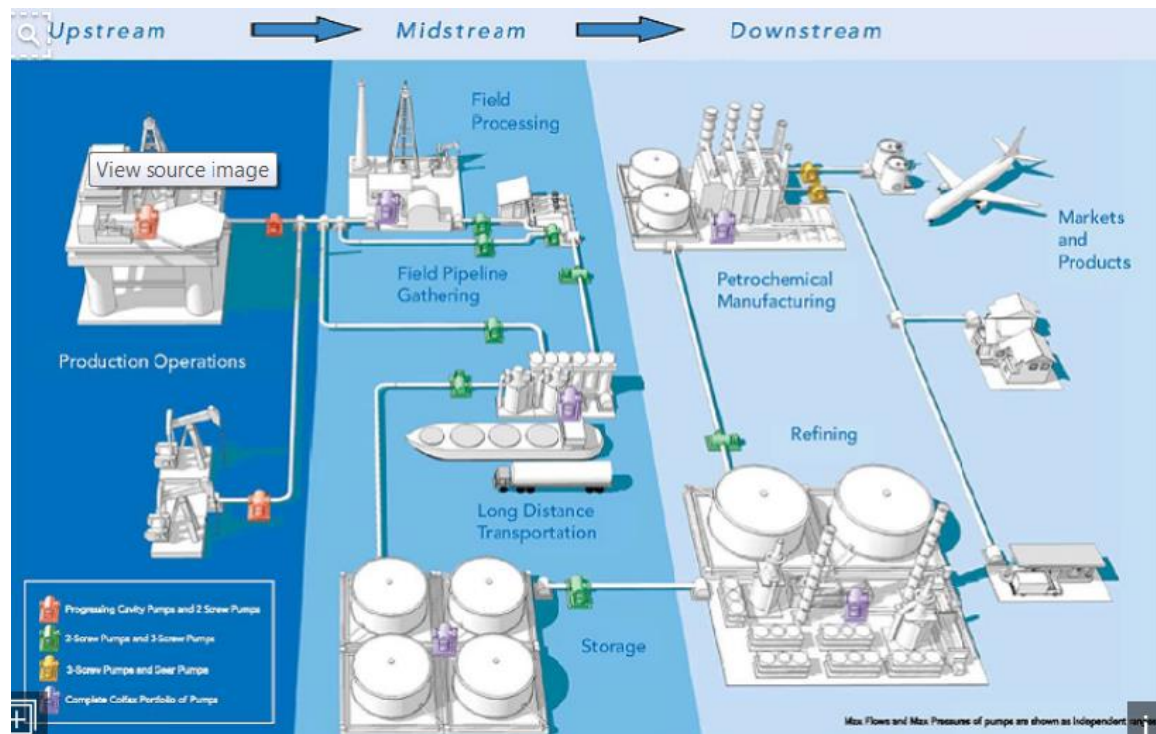 Upstream
Midstream
Downstream
Field
Processing
View source image
Markets
and
Products
Field Pipeline
Gathering
Petrochemical
Manufacturing
Production Operations
Refining
Long Distance
Transportation
Storage
Progressing Cavity Pumps and 2 Screw Pumps
2-Screw Pumps and 3-Screw Pumps
3-Screw Pumps and Gear Pumps
Complete Colfax Portfolio of Pumps
Max Flows and Max Pressures of pumps are shown as independent